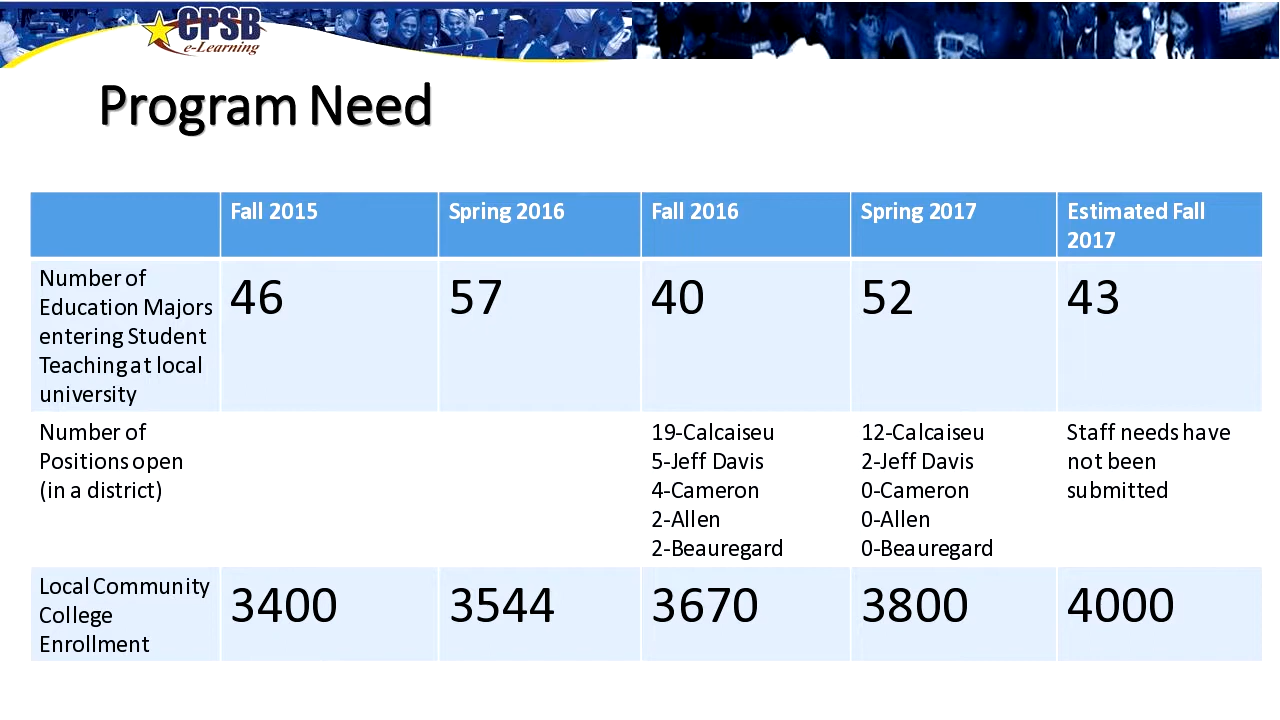 CPSB
e-Learning
Program Need
Fall 2015
Spring 2016
Fall 2016
Spring 2017
Estimated Fall
2017
Number of
Education Majors
entering Student
Teaching at local
university
46
57
40
52
43
Number of
Positions open
(in a district)
19-Calcaiseu
5-Jeff Davis
4-Cameron
2-Allen
2-Beauregard
12-Calcaiseu
2-Jeff Davis
0-Cameron
0-Allen
0-Beauregard
Staff needs have
not been
submitted
Local Community
College
Enrollment
3400
3544
3670
3800
4000